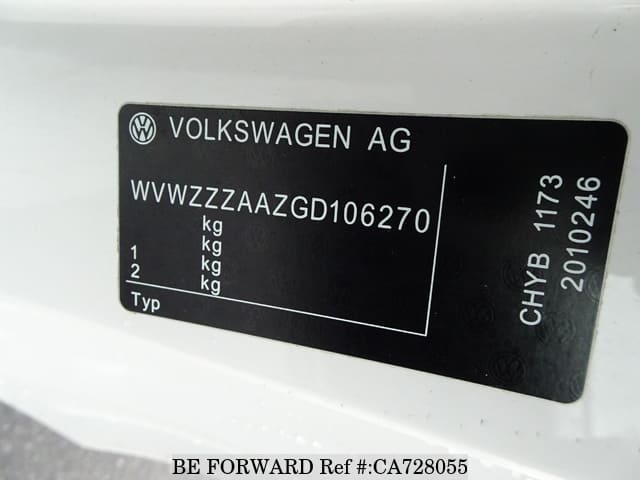 VOLKSWAGEN AG
WVWZZZAAZGD106270
kg
kg
1 kg
2 kg
Typ
CHYB 1173
2010246
BE FORWARD Ref #:CA728055